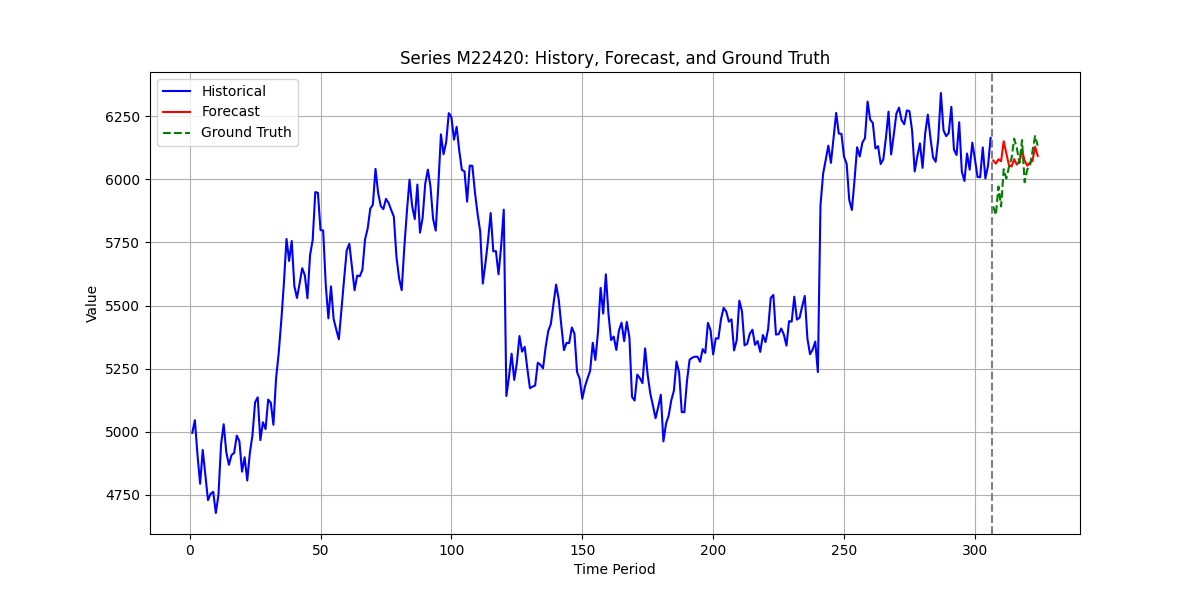 Series M22420: History, Forecast, and Ground Truth
Historical
Forecast
Ground Truth
6250
6000
5750
5500
5250
5000
4750
Value
0 50 100 150 200 250 300
Time Period